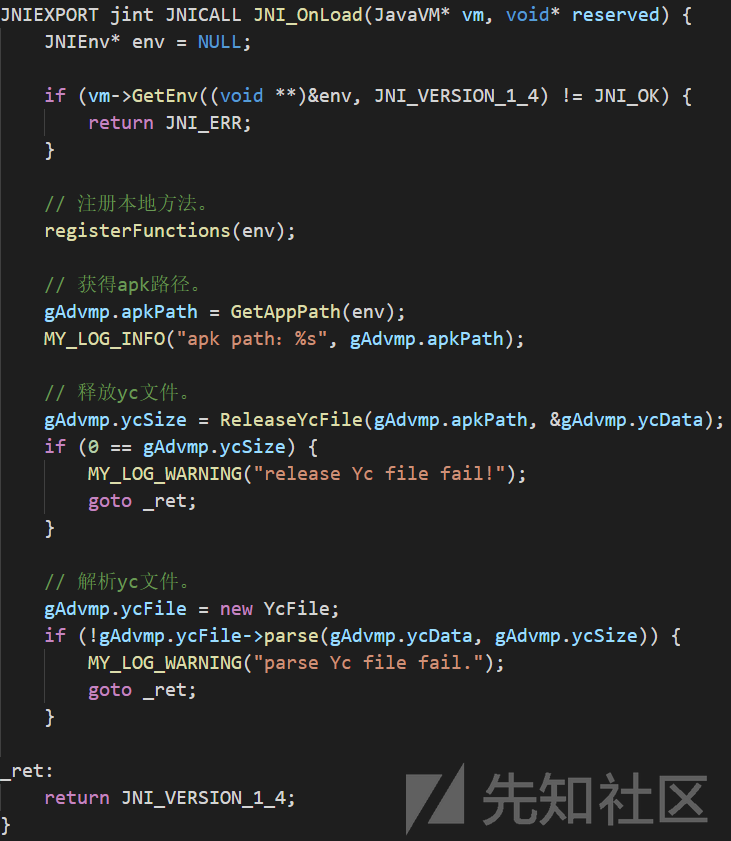 JNIEXPORT jint JNICALL JNI_OnLoad(JavaVM* vm, void* reserved) {
    JNIEnv* env = NULL;

    if (vm->GetEnv((void **)&env, JNI_VERSION_1_4) != JNI_OK) {
        return JNI_ERR;
    }

    // 注册本地方法。
    registerFunctions(env);

    // 获得apk路径。
    gAdvmp.apkPath = GetAppPath(env);
    MY_LOG_INFO("apk path: %s", gAdvmp.apkPath);

    // 释放yc文件。
    gAdvmp.ycSize = ReleaseYcFile(gAdvmp.apkPath, &gAdvmp.ycData);
    if (0 == gAdvmp.ycSize) {
        MY_LOG_WARNING("release Yc file fail!");
        goto _ret;
    }

    // 解析yc文件。
    gAdvmp.ycFile = new YcFile;
    if (!gAdvmp.ycFile->parse(gAdvmp.ycData, gAdvmp.ycSize)) {
        MY_LOG_WARNING("parse Yc file fail.");
        goto _ret;
    }

_ret:
    return JNI_VERSION_1_4;
}
先知社区